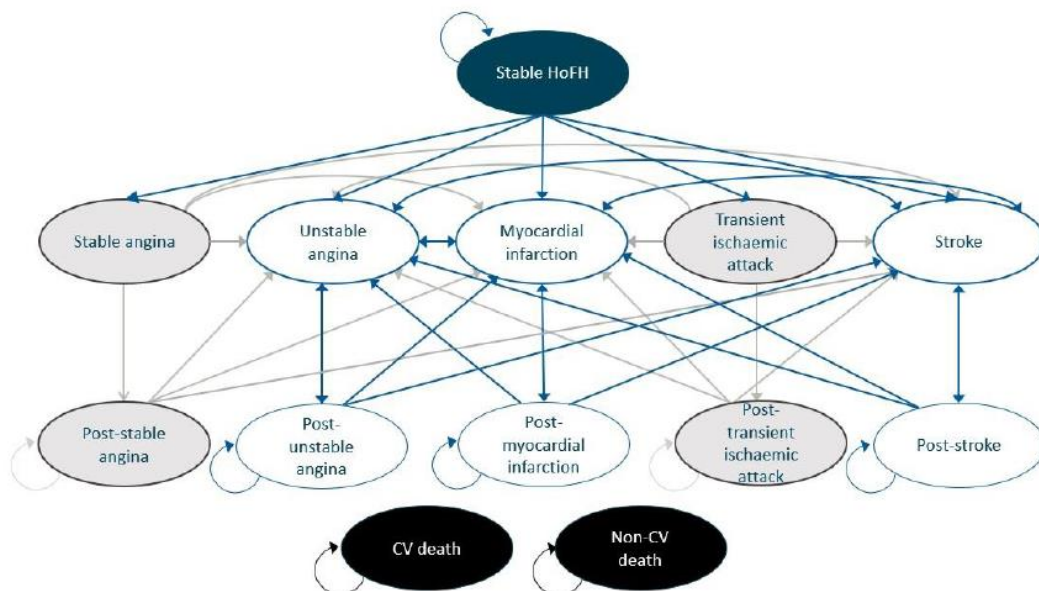 Stable HoFH
Stable angina
Unstable
angina
Myocardial
infarction
Transient
ischaemic
attack
Stroke
Post-stable
angina
Post-
unstable
angina
Post-
myocardial
infarction
Post-
transient
ischaemic
attack
Post-stroke
CV death
Non-CV
death